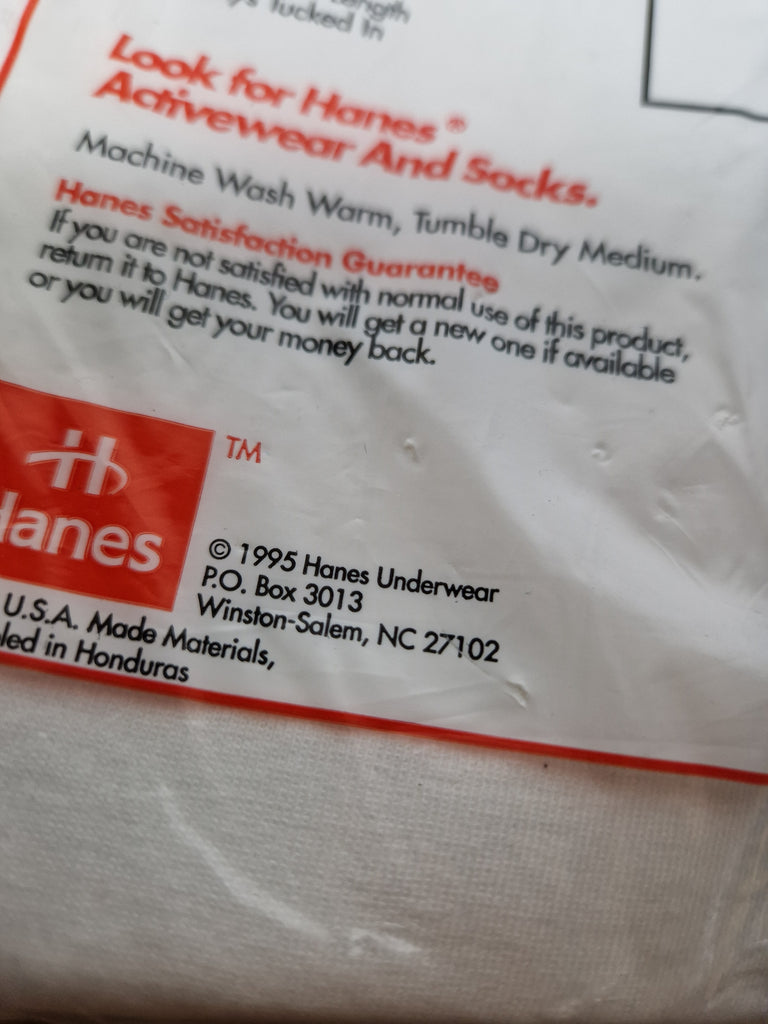 Tucked In
Look for Hanes®
Activewear And Socks.
Machine Wash Warm, Tumble Dry Medium.
Hanes Satisfaction Guarantee
If you are not satisfied with normal use of this product,
return it to Hanes. You will get a new one if available
or you will get your money back.
TM
Hanes
© 1995 Hanes Underwear
P.O. Box 3013
Winston-Salem, NC 27102
U.S.A. Made Materials,
in Honduras